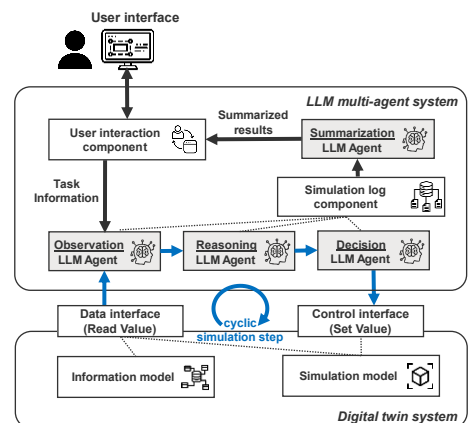 User interface
LLM multi-agent system
User interaction
component
Summarized
results
Summarization
LLM Agent
Task
Information
Simulation log
component
Observation
LLM Agent
Reasoning
LLM Agent
Decision
LLM Agent
Data interface
(Read Value)
cyclic
simulation step
Control interface
(Set Value)
Information model
Simulation model
Digital twin system